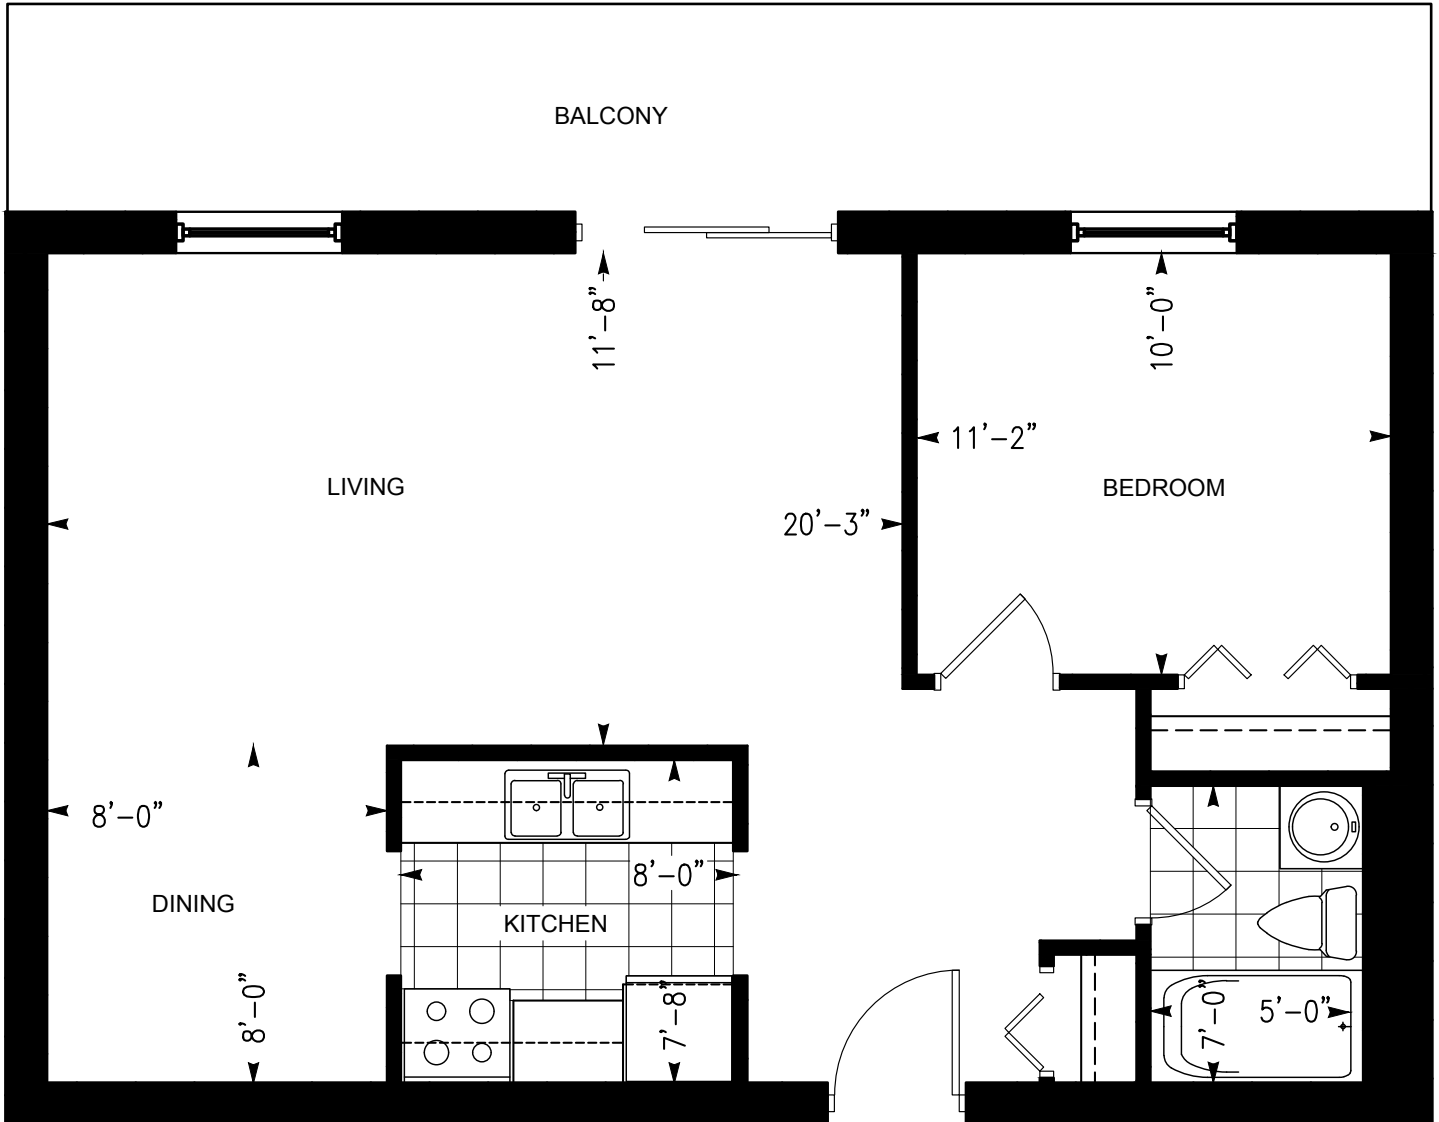 BALCONY
11'-8"
10'-0"
11'-2"
LIVING
BEDROOM
20'-3"
8'-0"
8'-0"
DINING
KITCHEN
8'-0"
7'-8"
7'-0"
5'-0"